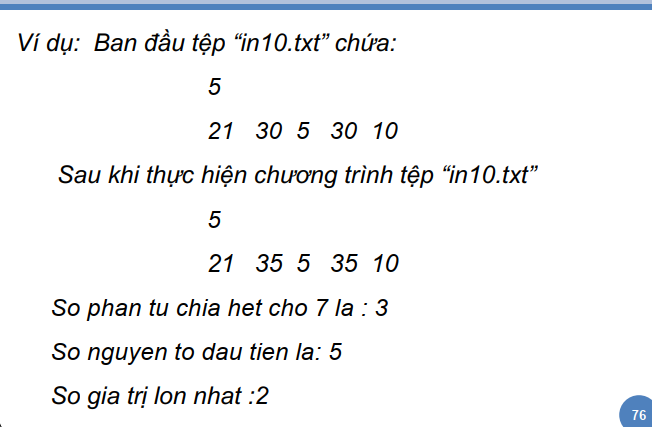 Ví dụ: Ban đầu tệp “in10.txt” chứa:
5
21 30 5 30 10
Sau khi thực hiện chương trình tệp “in10.txt”
5
21 35 5 35 10
So phan tu chia het cho 7 la : 3
So nguyen to dau tien la: 5
So gia trị lon nhat :2
76